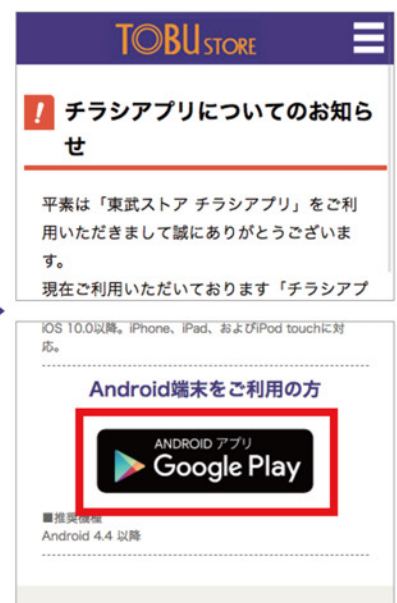 TOBU STORE
! チラシアプリについてのお知ら
せ
平素は「東武ストア チラシアプリ」をご利
用いただきまして誠にありがとうございま
す。
現在ご利用いただいております「チラシアプ
iOS 10.0以降。iPhone、iPad、およびiPod touchに対
応。
Android端末をご利用の方
ANDROID アプリ
Google Play
■推奨機種
Android 4.4 以降